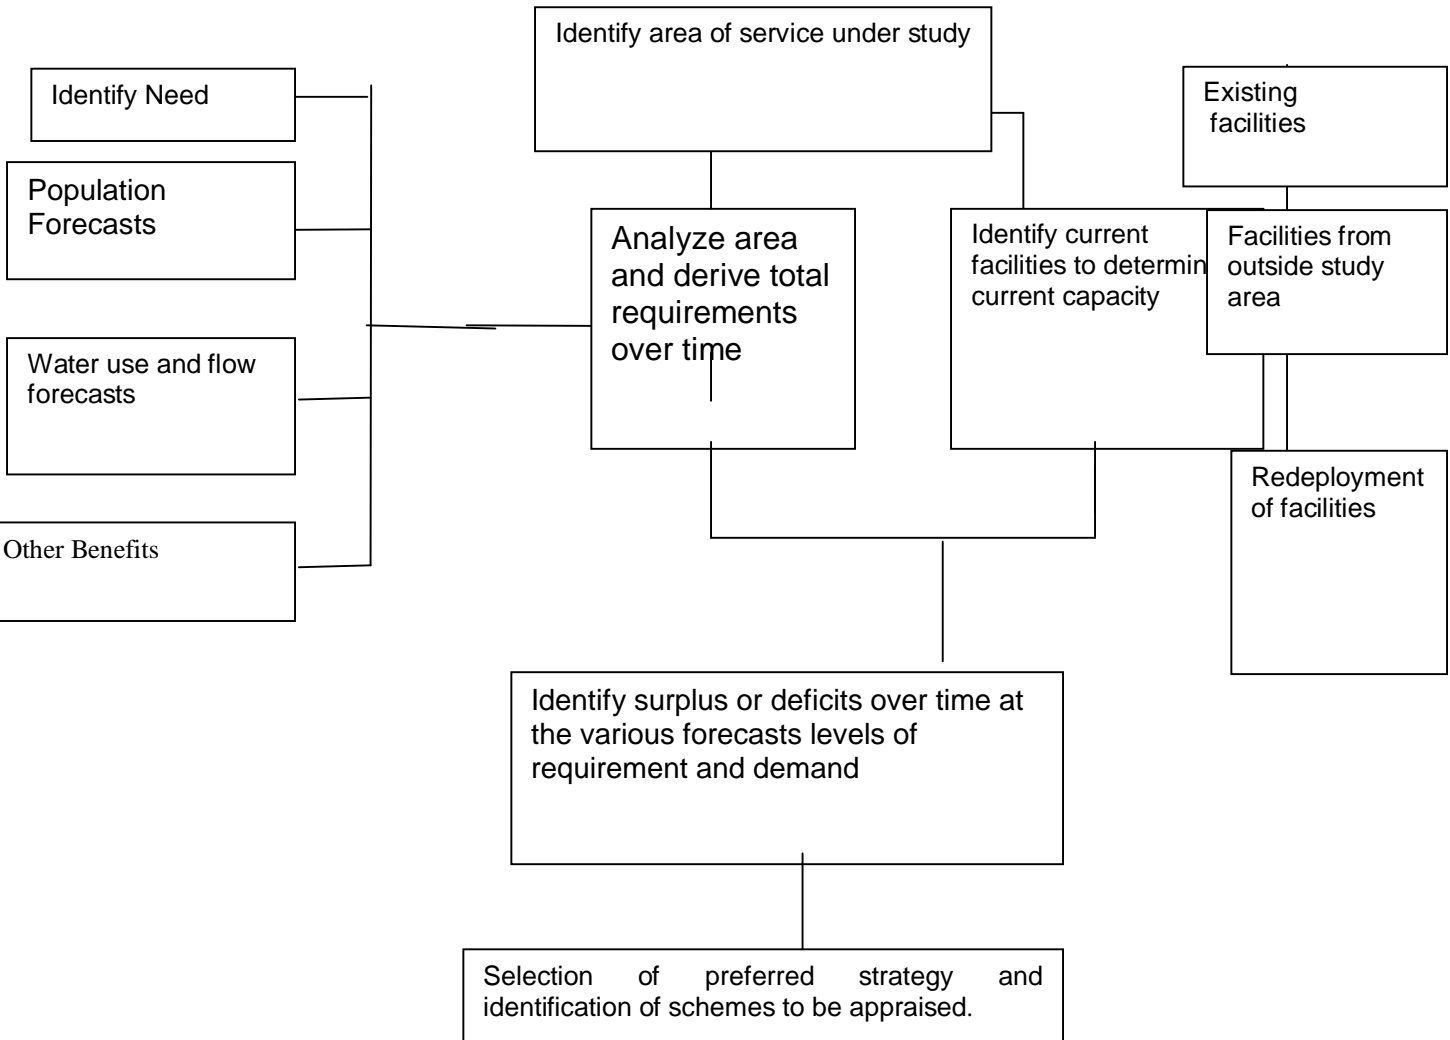 Identify area of service under study
Identify Need
Existing
facilities
Population
Forecasts
Analyze area
and derive total
requirements
over time
Identify current
facilities to determin
current capacity
Facilities from
outside study
area
Water use and flow
forecasts
Redeployment
of facilities
Other Benefits
Identify surplus or deficits over time at
the various forecasts levels of
requirement and demand
Selection of preferred strategy and
identification of schemes to be appraised.